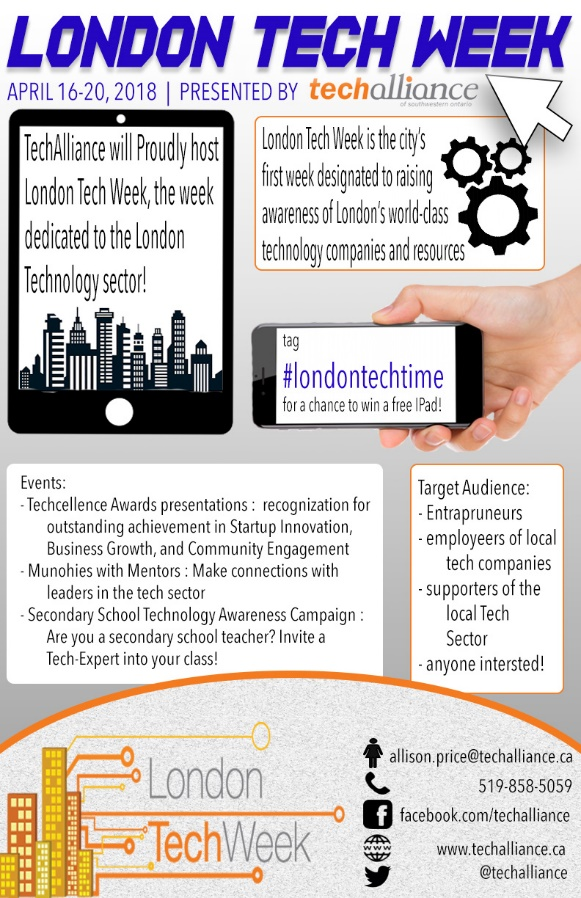 LONDON TECH WEEK
APRIL 16-20, 2018 | PRESENTED BY techalliance
of southwestern ontario
TechAlliance will Proudly host
London Tech Week, the week
dedicated to the London
Technology sector!
London Tech Week is the city's
first week designated to raising
awareness of London's world-class
technology companies and resources
tag
#londontechtime
for a chance to win a free IPad!
Events:
- Techcellence Awards presentations : recognization for
outstanding achievement in Startup Innovation,
Business Growth, and Community Engagement
- Munohies with Mentors : Make connections with
leaders in the tech sector
- Secondary School Technology Awareness Campaign :
Are you a secondary school teacher? Invite a
Tech-Expert into your class!
Target Audience:
- Entrapruneurs
- employeers of local
tech companies
- supporters of the
local Tech
Sector
- anyone intersted!
London
TechWeek
allison.price@techalliance.ca
519-858-5059
facebook.com/techalliance
www.techalliance.ca
@techalliance